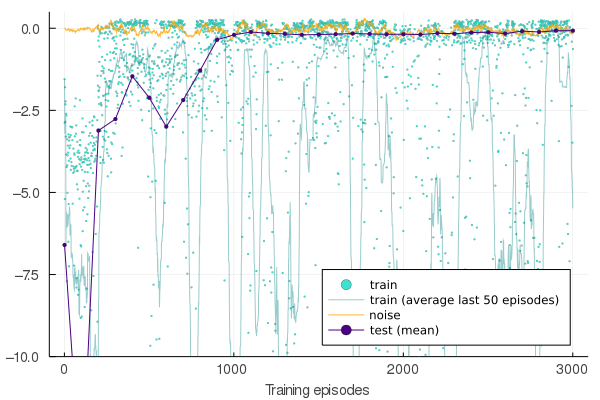 0.0
−2.5
−5.0
−7.5
−10.0
train
train (average last 50 episodes)
noise
test (mean)
0 1000 2000 3000
Training episodes